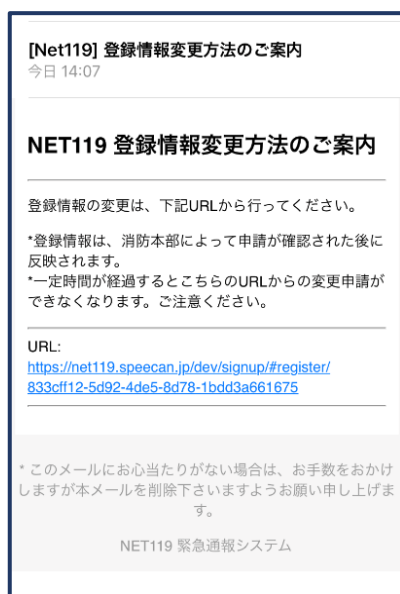 [Net119] 登録情報変更方法のご案内
今日 14:07
NET119 登録情報変更方法のご案内
登録情報の変更は、下記URLから行ってください。
*登録情報は、消防本部によって申請が確認された後に
反映されます。
*一定時間が経過するとこちらのURLからの変更申請が
できなくなります。ご注意ください。
URL:
https://net119.speecan.jp/dev/signup/#register/
833cff12-5d92-4de5-8d78-1bdd3a661675
* このメールにお心当たりがない場合は、お手数をおかけ
しますが本メールを削除下さいますようお願い申し上げま
す。
NET119 緊急通報システム